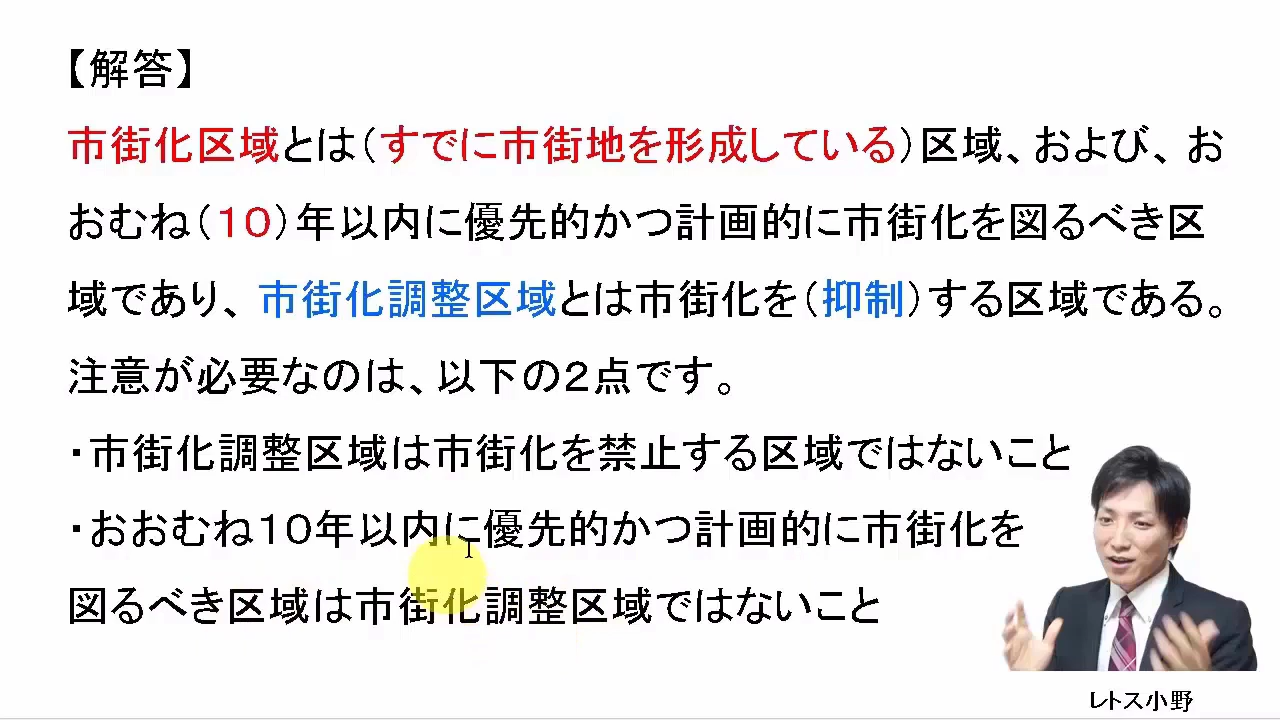 【解答】
市街化区域とは(すでに市街地を形成している)区域、および、お
おむね(10)年以内に優先的かつ計画的に市街化を図るべき区
域であり、市街化調整区域とは市街化を(抑制)する区域である。
注意が必要なのは、以下の2点です。
・市街化調整区域は市街化を禁止する区域ではないこと
・おおむね10年以内に優先的かつ計画的に市街化を
図るべき区域は市街化調整区域ではないこと
レトス小野